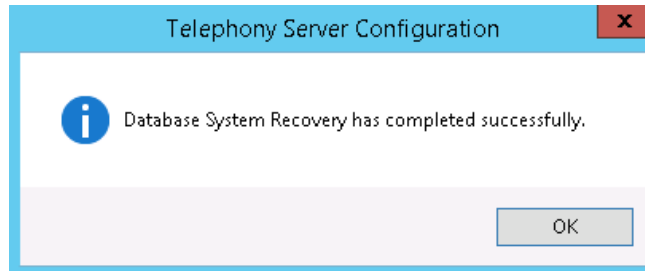 Telephony Server Configuration
x
Database System Recovery has completed successfully.
OK